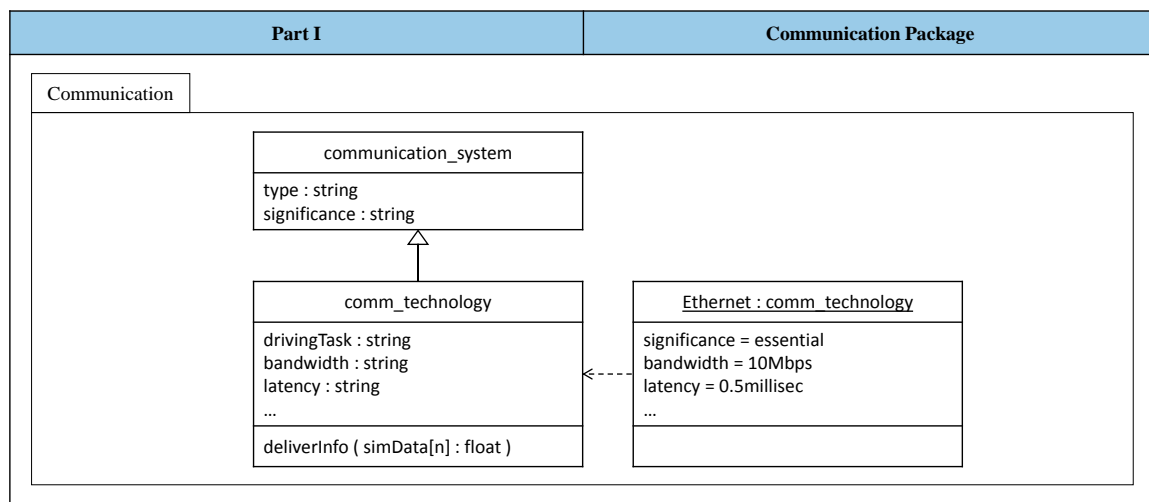 Part I
Communication Package
Communication
communication_system
type : string
significance : string
comm_technology
drivingTask : string
bandwidth : string
latency : string
...
deliverInfo ( simData[n] : float )
Ethernet : comm_technology
significance = essential
bandwidth = 10Mbps
latency = 0.5millisec
...